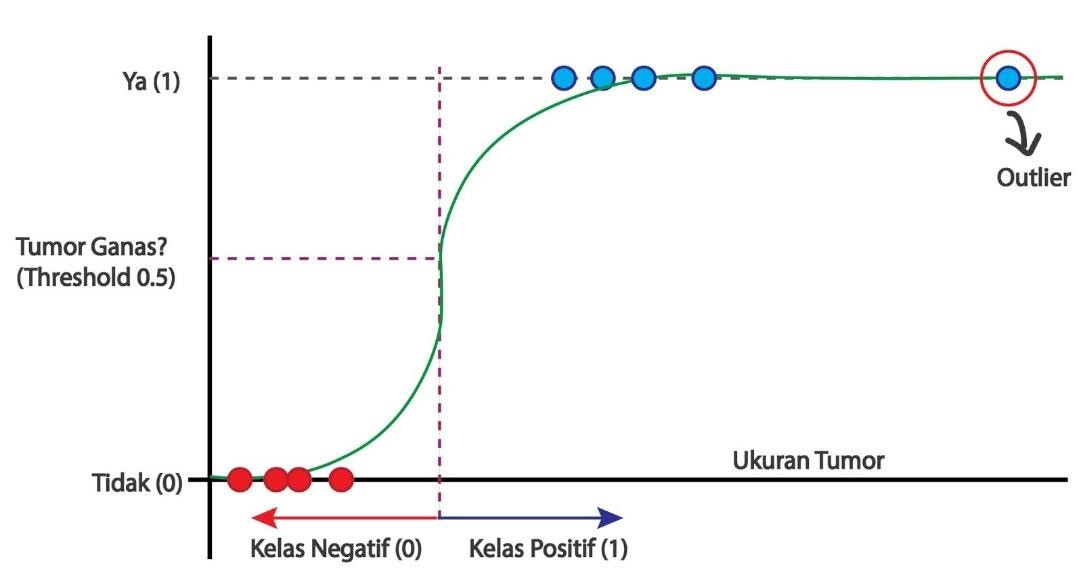 Ya (1)
Outlier
Tumor Ganas?
(Threshold 0.5)
Ukuran Tumor
Tidak (0)
Kelas Negatif (0)
Kelas Positif (1)